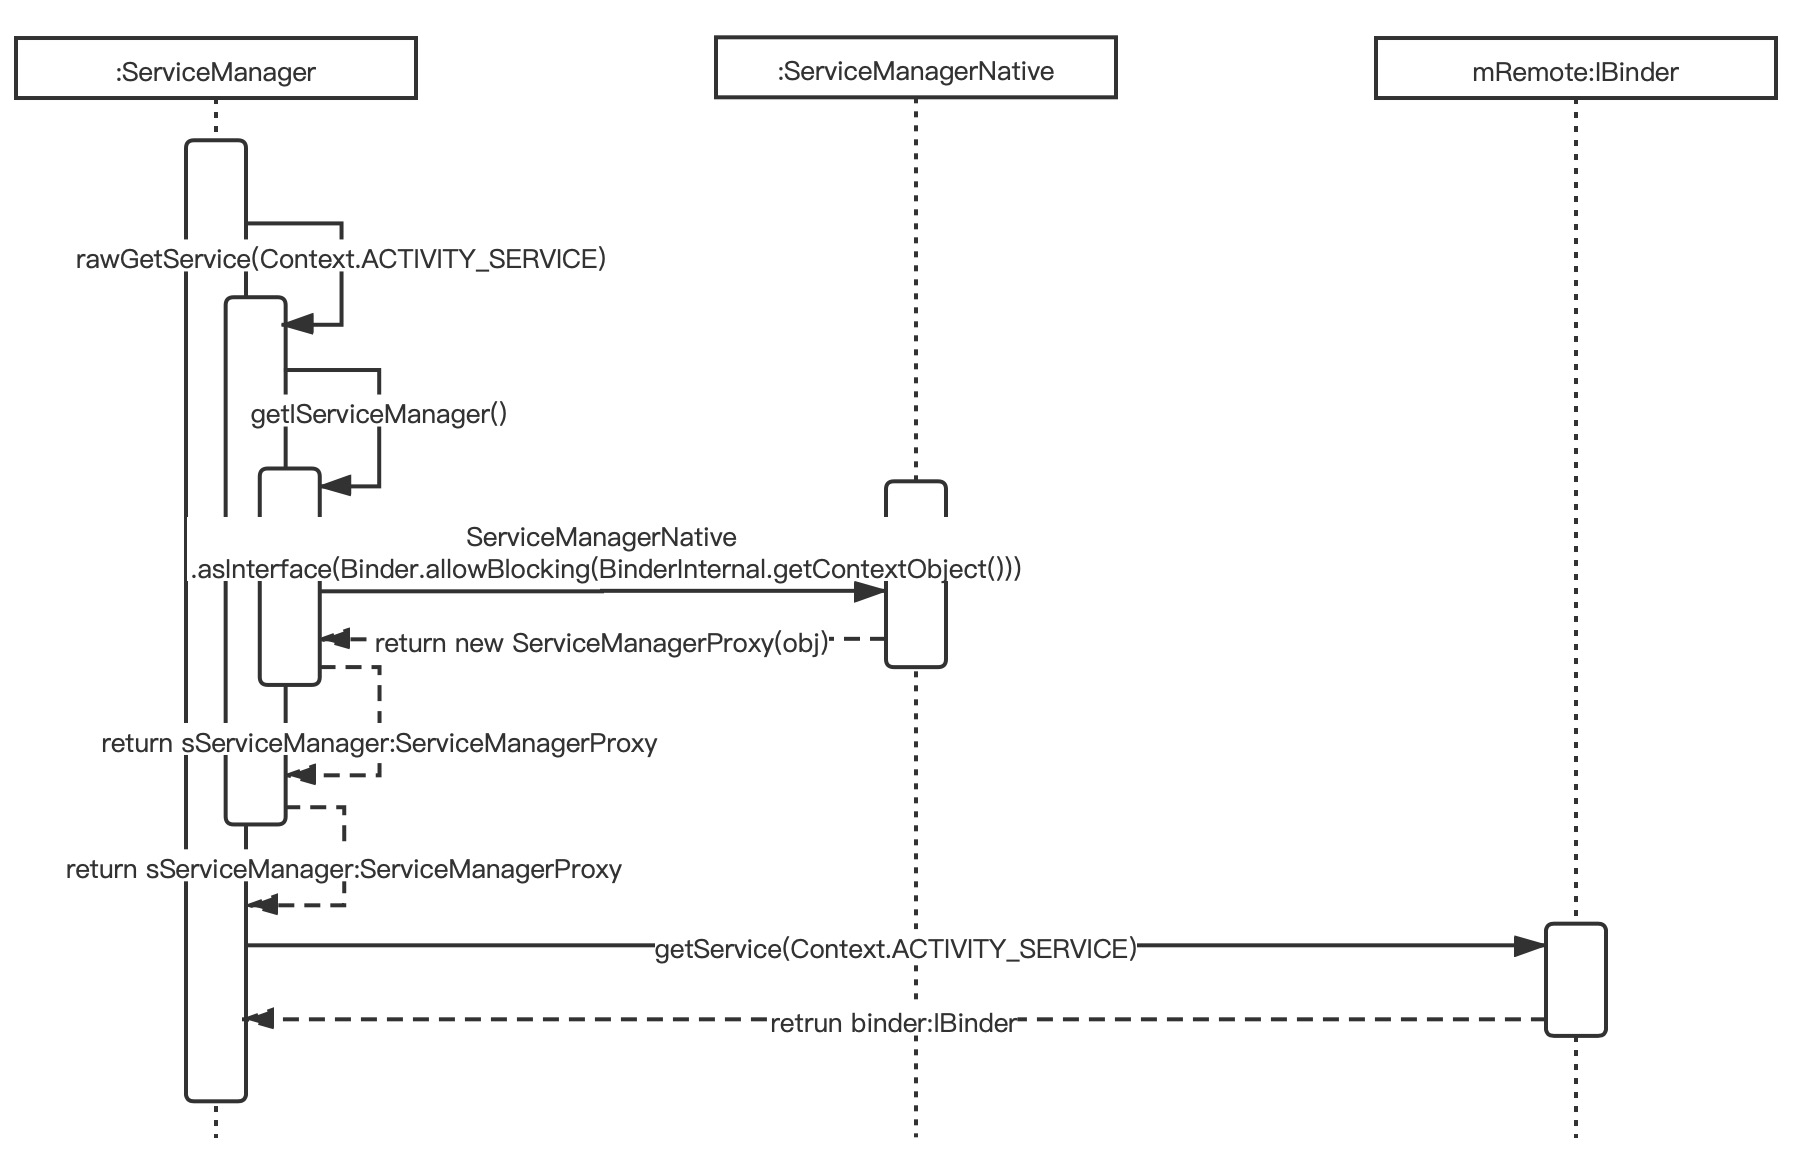 :ServiceManager
:ServiceManagerNative
mRemote:IBinder
rawGetService(Context.ACTIVITY_SERVICE)
getIServiceManager()
ServiceManagerNative
.asInterface(Binder.allowBlocking(BinderInternal.getContextObject()))
return new ServiceManagerProxy(obj)
return sServiceManager:ServiceManagerProxy
return sServiceManager:ServiceManagerProxy
getService(Context.ACTIVITY_SERVICE)
retrun binder:IBinder